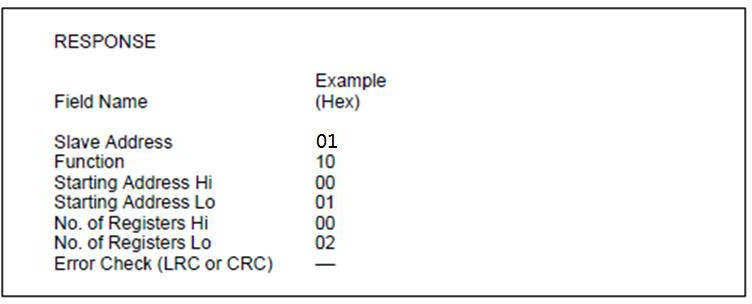 RESPONSE
Example
Field Name (Hex)
Slave Address 01
Function 10
Starting Address Hi 00
Starting Address Lo 01
No. of Registers Hi 00
No. of Registers Lo 02
Error Check (LRC or CRC) —